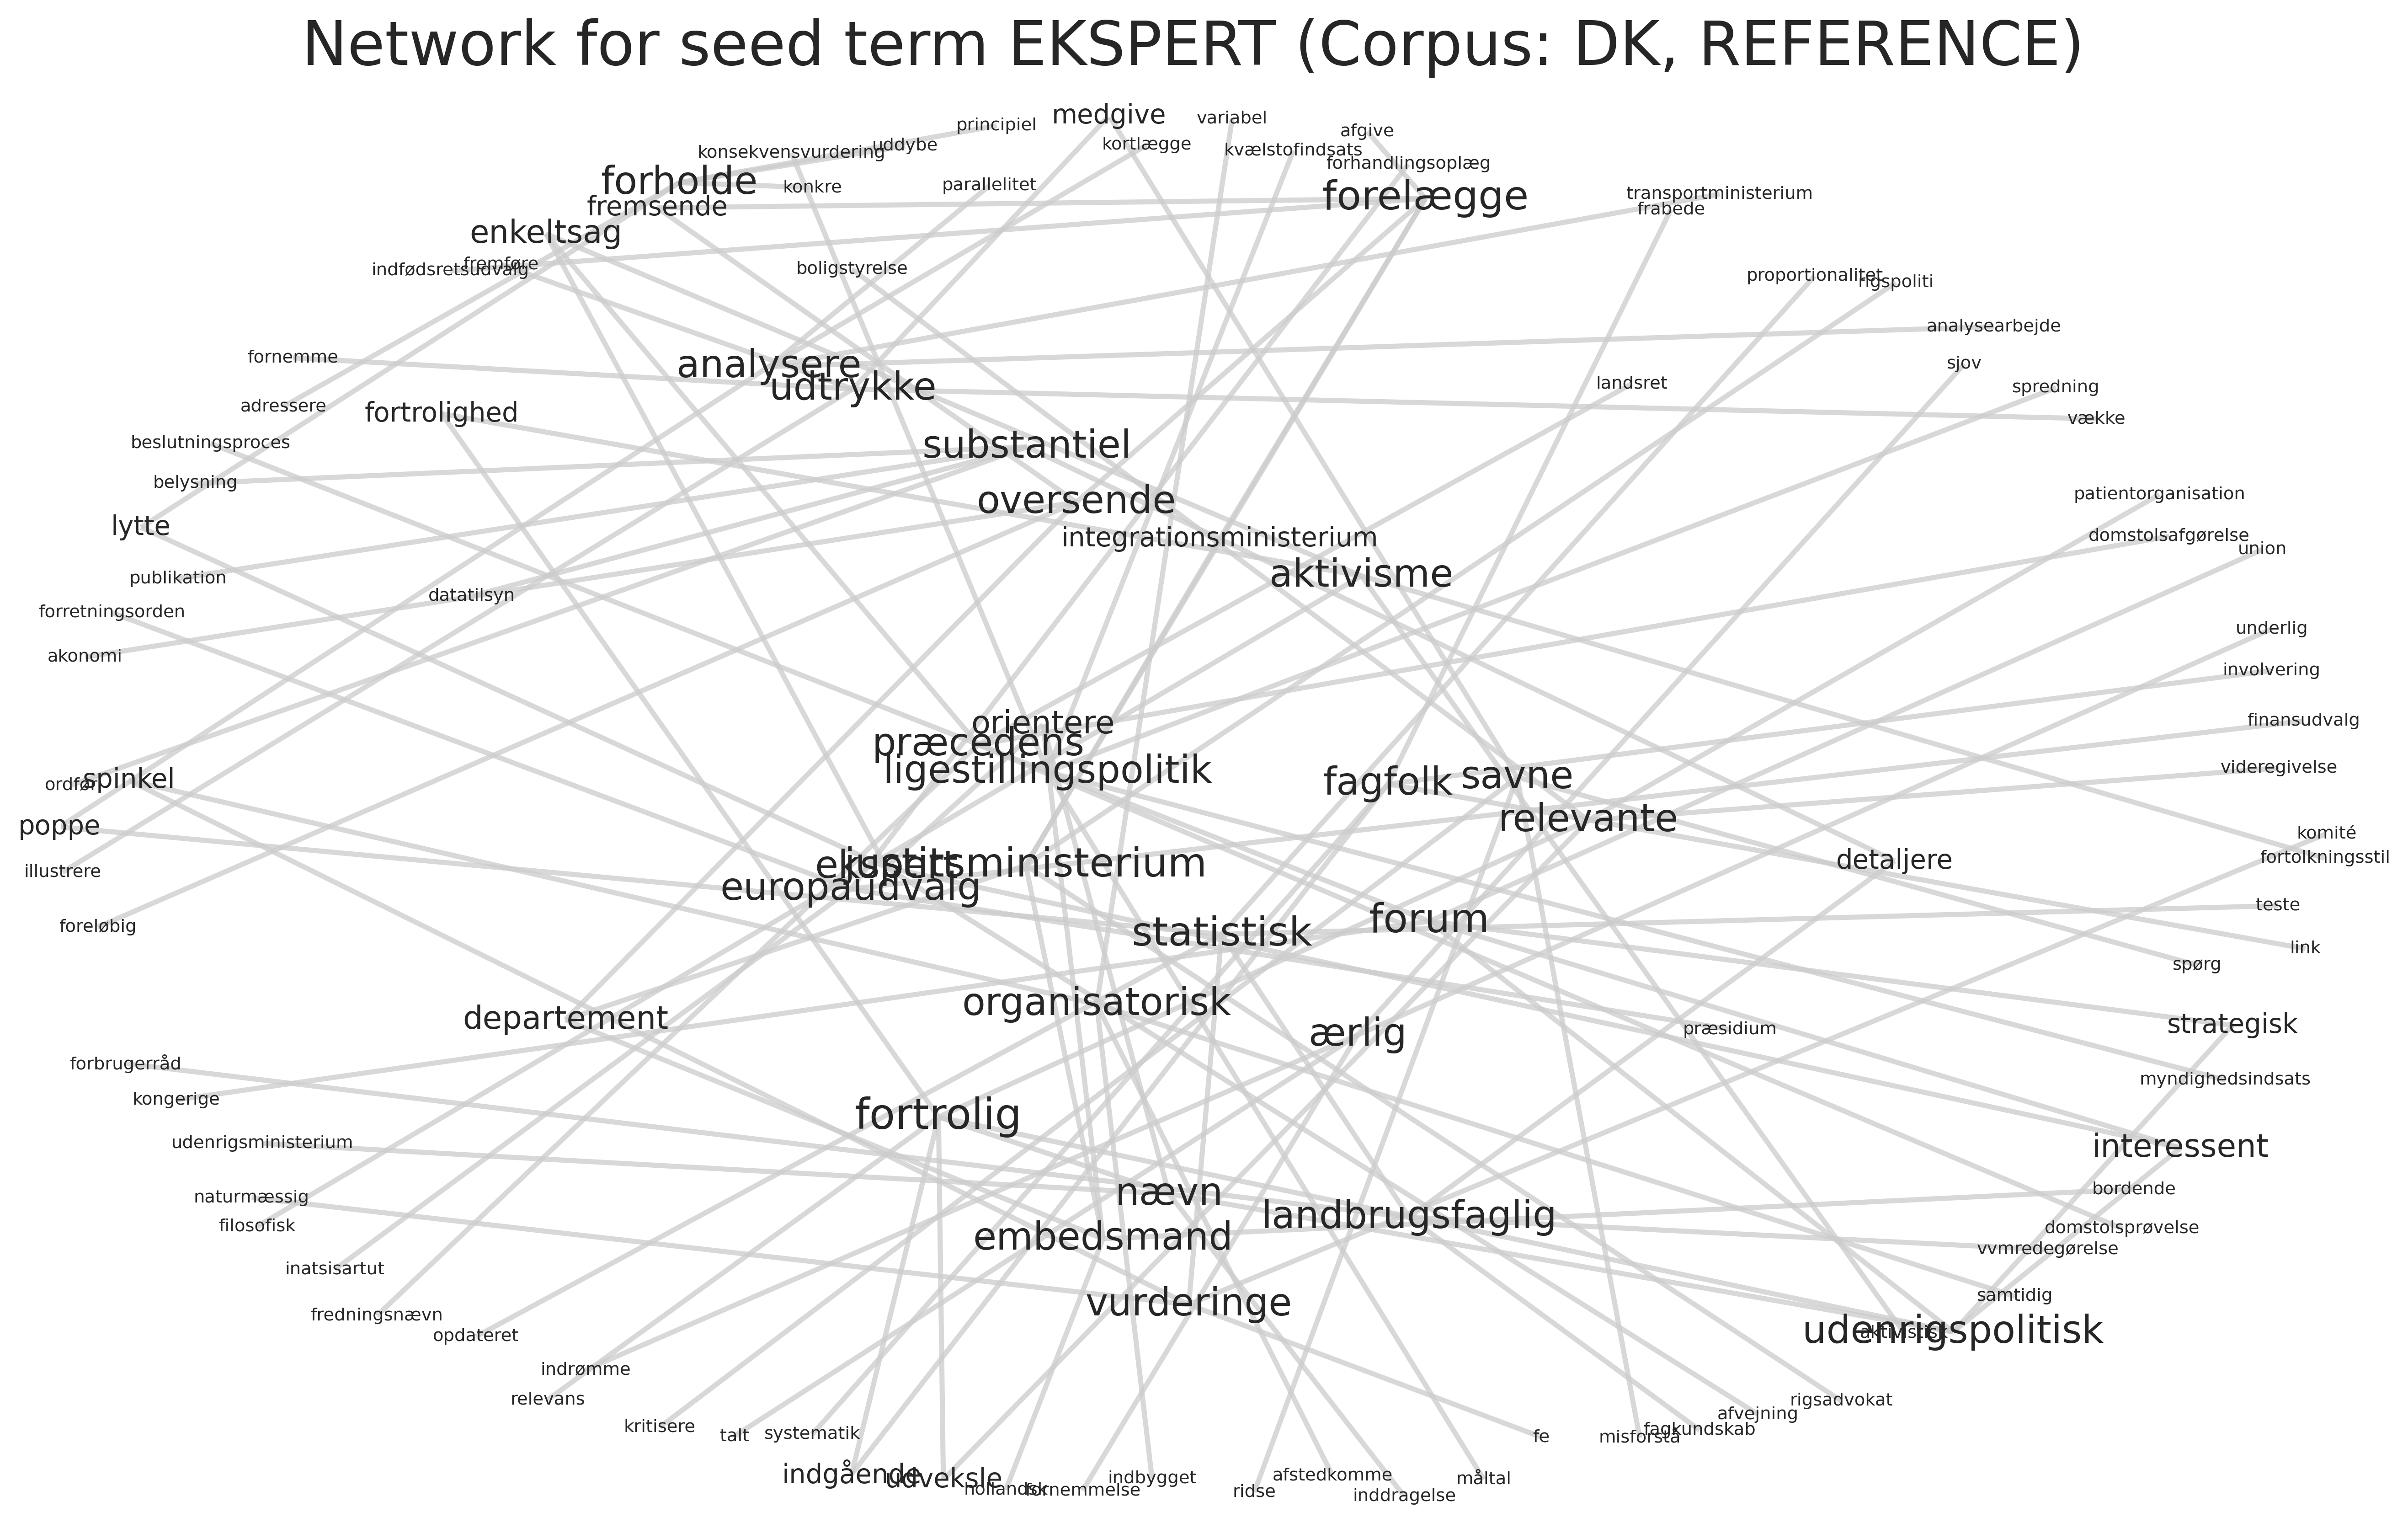 Network for seed term EKSPERT (Corpus: DK, REFERENCE)
medgive
variabel
principiel
afgive
uddybe
kortlægge
kvælstofindsats
konsekvensvurdering
forhandlingsoplæg
forholde
konkre
parallelitet
forelægge
transportministerium
fremsende
frabede
enkeltsag
fremføre
indfødsretsudvalg
boligstyrelse
proportionalitet
rigspoliti
analysearbejde
fornemme
analysere
sjov
udtrykke
landsret
spredning
adressere
fortrolighed
vække
beslutningsproces
substantiel
belysning
patientorganisation
oversende
lytte
integrationsministerium
domstolsafgørelse
union
publikation
aktivisme
datatilsyn
forretningsorden
underlig
akonomi
involvering
orientere
finansudvalg
præcedens
ligestillingspolitik
videregivelse
spinkel
ordfør
fagfolk
savne
poppe
relevante
komité
fortolkningsstil
ekspert
justitsministerium
detaljere
illustrere
europaudvalg
teste
foreløbig
statistisk
forum
link
spørg
organisatorisk
departement
strategisk
ærlig
præsidium
forbrugerråd
myndighedsindsats
kongerige
fortrolig
udenrigsministerium
interessent
nævn
bordende
naturmæssig
filosofisk
landbrugsfaglig
domstolsprøvelse
embedsmand
vvmredegørelse
inatsisartut
samtidig
vurderinge
fredningsnævn
udenrigspolitisk
aktivistisk
opdateret
indrømme
relevans
rigsadvokat
afvejning
kritisere
talt
systematik
fe
misforstå
fagkundskab
indgående
udveksle
hollandsk
fornemmelse
indbygget
ridse
afstedkomme
inddragelse
måltal